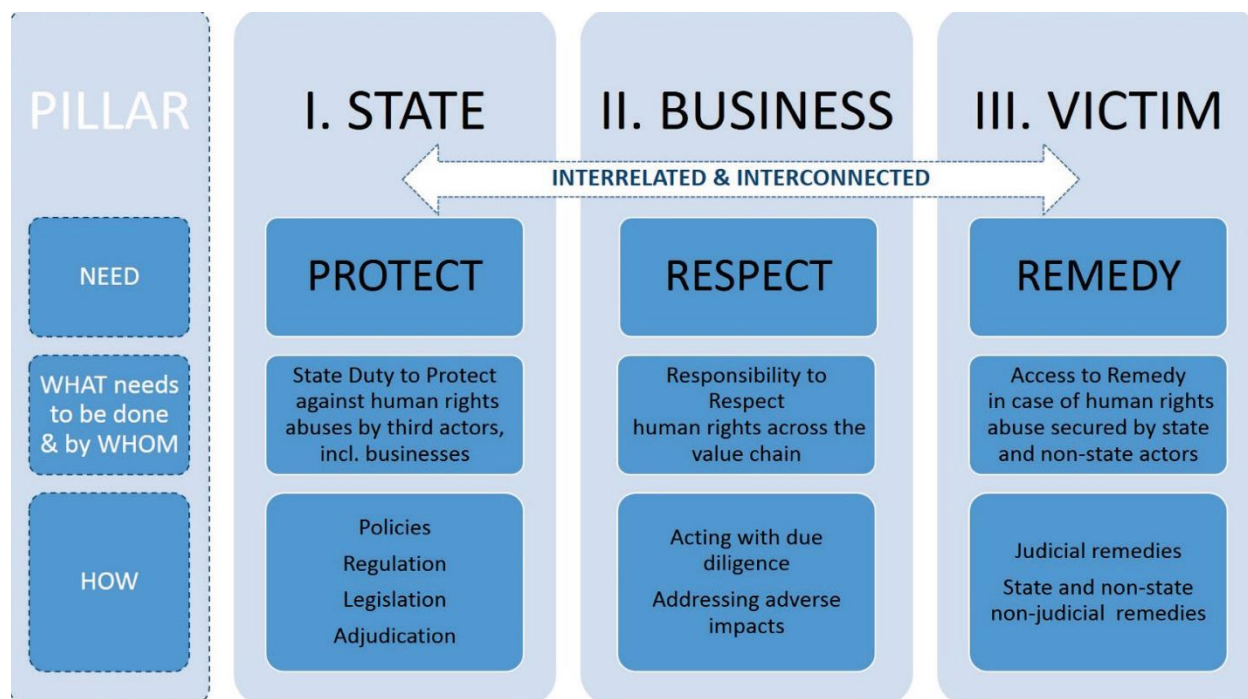 PILLAR
I. STATE
II. BUSINESS
III. VICTIM
INTERRELATED & INTERCONNECTED
NEED
PROTECT
RESPECT
REMEDY
WHAT needs
to be done
& by WHOM
State Duty to Protect
against human rights
abuses by third actors,
incl. businesses
Responsibility to
Respect
human rights across the
value chain
Access to Remedy
in case of human rights
abuse secured by state
and non-state actors
HOW
Policies
Regulation
Legislation
Adjudication
Acting with due
diligence
Addressing adverse
impacts
Judicial remedies
State and non-state
non-judicial remedies